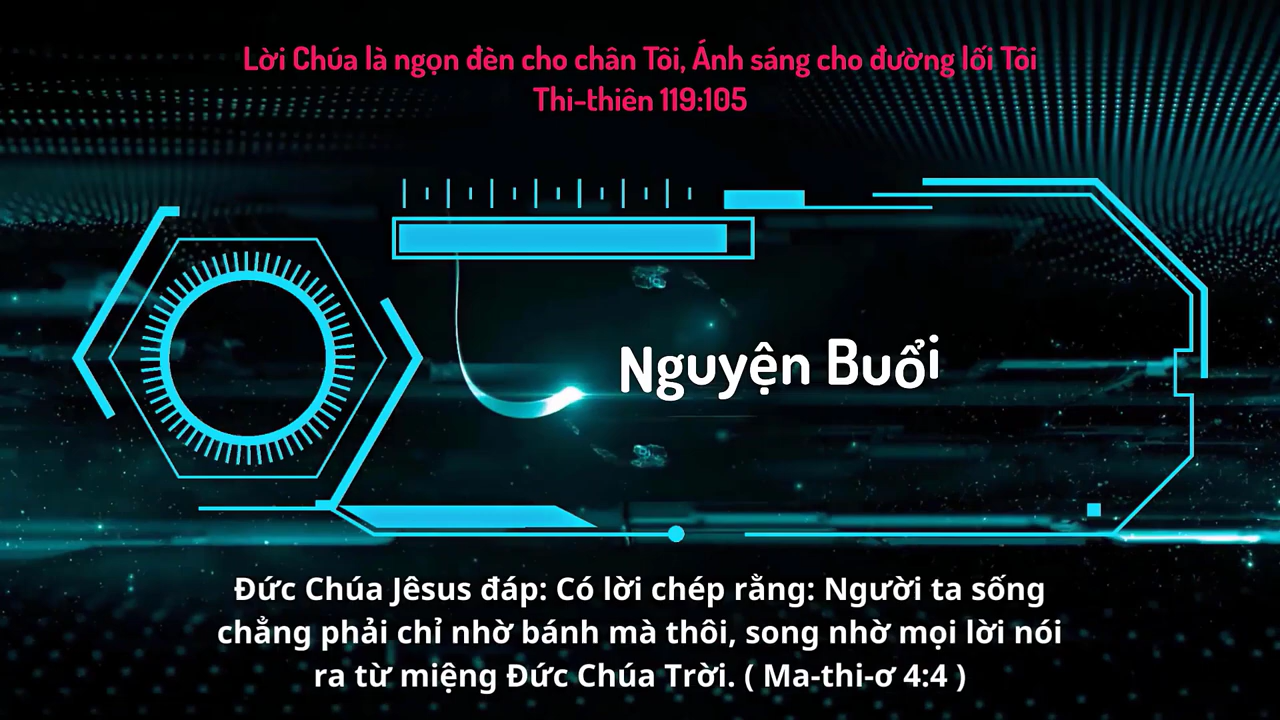 Lời Chúa là ngọn đèn cho chân Tôi, Ánh sáng cho đường lối Tôi
Thi-thiên 119:105
Nguyện Buổi
Đức Chúa Jêsus đáp: Có lời chép rằng: Người ta sống
chẳng phải chỉ nhờ bánh mà thôi, song nhờ mọi lời nói
ra từ miệng Đức Chúa Trời. ( Ma-thi-ơ 4:4 )